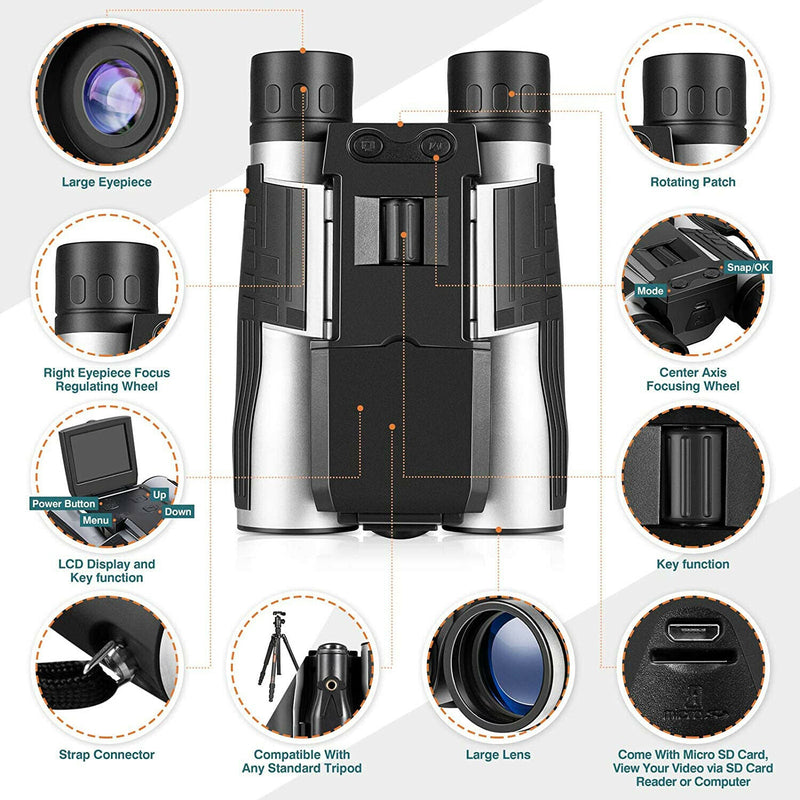 Large Eyepiece
Rotating Patch
Snap/OK
Mode
Right Eyepiece Focus
Regulating Wheel
Center Axis
Focusing Wheel
Up
Power Button
Down
Menu
LCD Display and
Key function
Key function
Strap Connector
Compatible With
Any Standard Tripod
Large Lens
Come With Micro SD Card,
View Your Video via SD Card
Reader or Computer